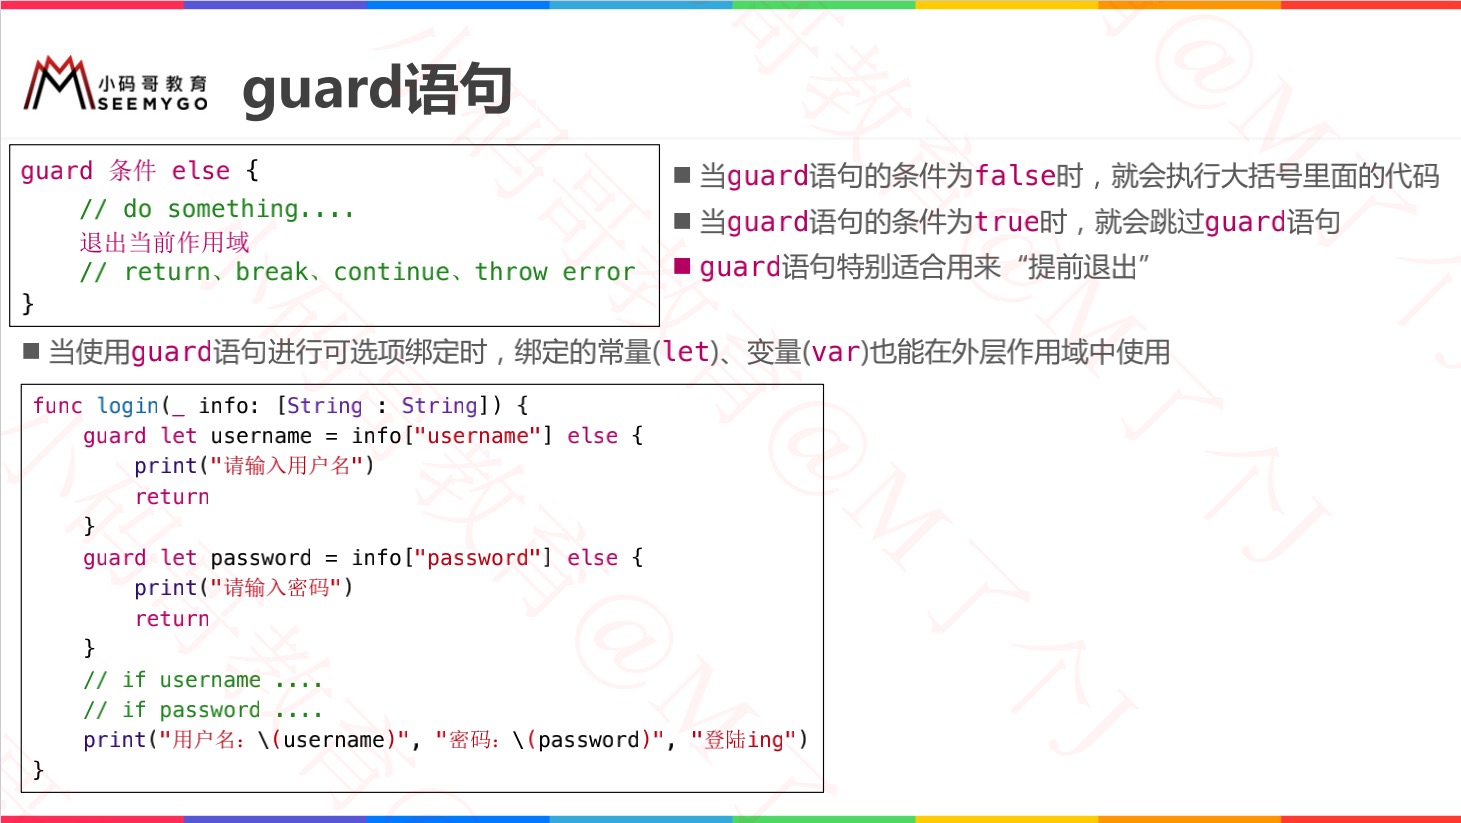 小码哥教育
SEEMYGO
guard语句
guard 条件 else {
// do something....
退出当前作用域
// return、break、continue、throw error
}
■ 当guard语句的条件为false时，就会执行大括号里面的代码
■ 当guard语句的条件为true时，就会跳过guard语句
■ guard语句特别适合用来“提前退出”
■ 当使用guard语句进行可选项绑定时，绑定的常量(let)、变量(var)也能在外层作用域中使用
func login(_ info: [String : String]) {
guard let username = info["username"] else {
print("请输入用户名")
return
}
guard let password = info["password"] else {
print("请输入密码")
return
}
// if username ....
// if password ....
print("用户名：\(username)", "密码：\(password)", "登陆ing")
}